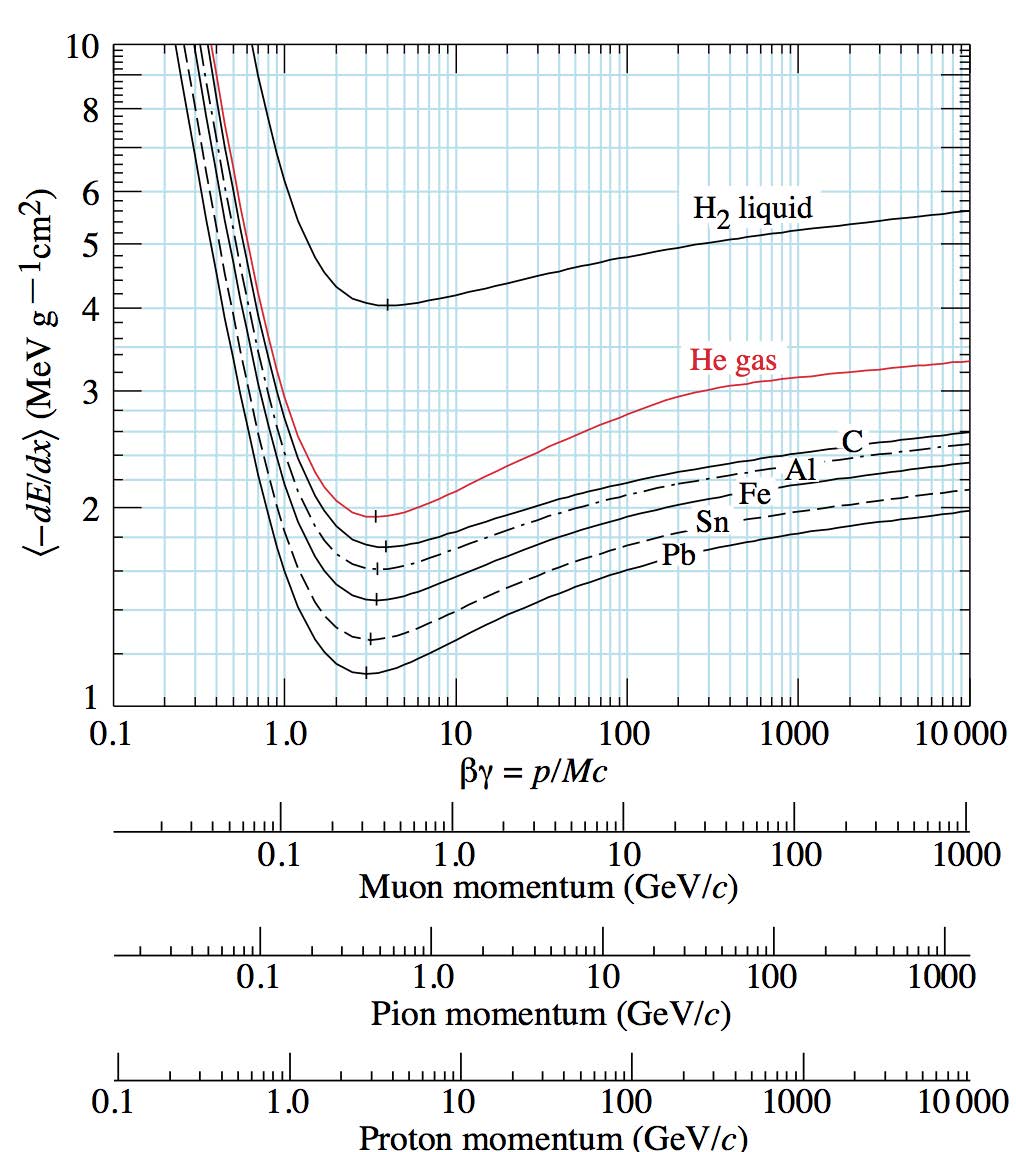 10
8
6
5
4
3
2
1
⟨−dE/dx⟩ (MeV g−1cm2)
H2 liquid
He gas
C
Al
Fe
Sn
Pb
0.1 1.0 10 100 1000 10 000
βγ = p/Mc
0.1 1.0 10 100 1000
Muon momentum (GeV/c)
0.1 1.0 10 100 1000
Pion momentum (GeV/c)
0.1 1.0 10 100 1000 10 000
Proton momentum (GeV/c)